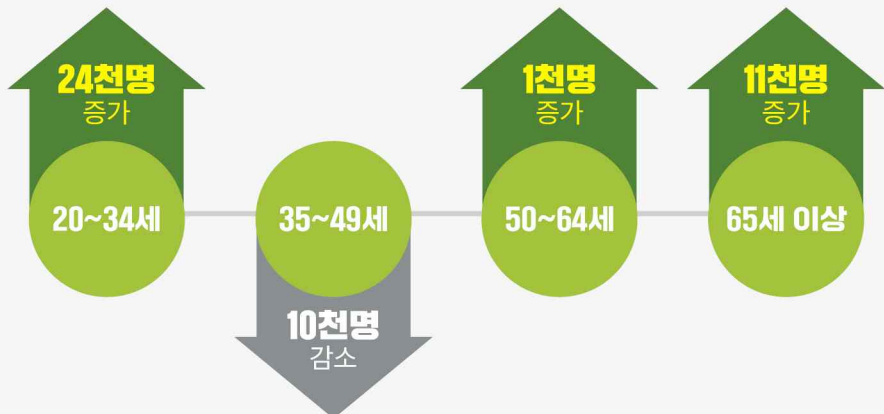 24천명
증가
20~34세
35~49세
10천명
감소
1천명
증가
50~64세
11천명
증가
65세 이상